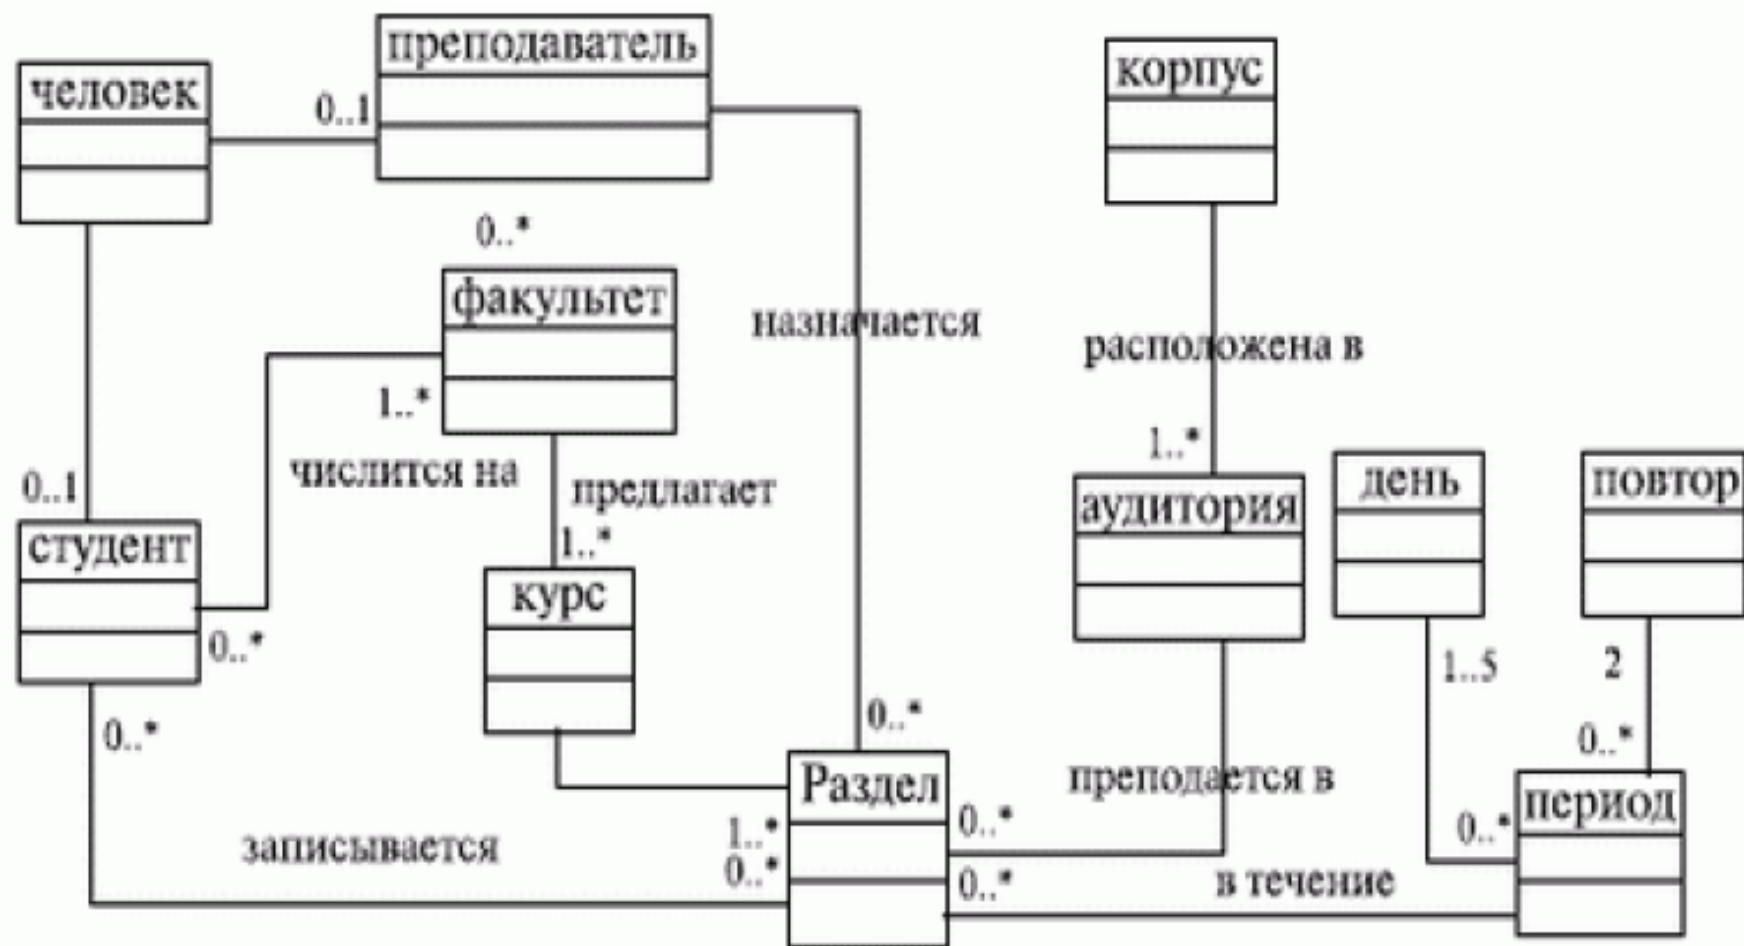 преподаватель
корпус
человек
0..1
0..*
факультет
назначается
расположена в
1..*
1..*
числится на
предлагает
0..1
день
повтор
аудитория
студент
1..*
курс
0..*
1..5
2
0..*
0..*
0..*
Раздел
преподается в
период
1..*
0..*
0..*
записывается
0..*
0..*
в течение